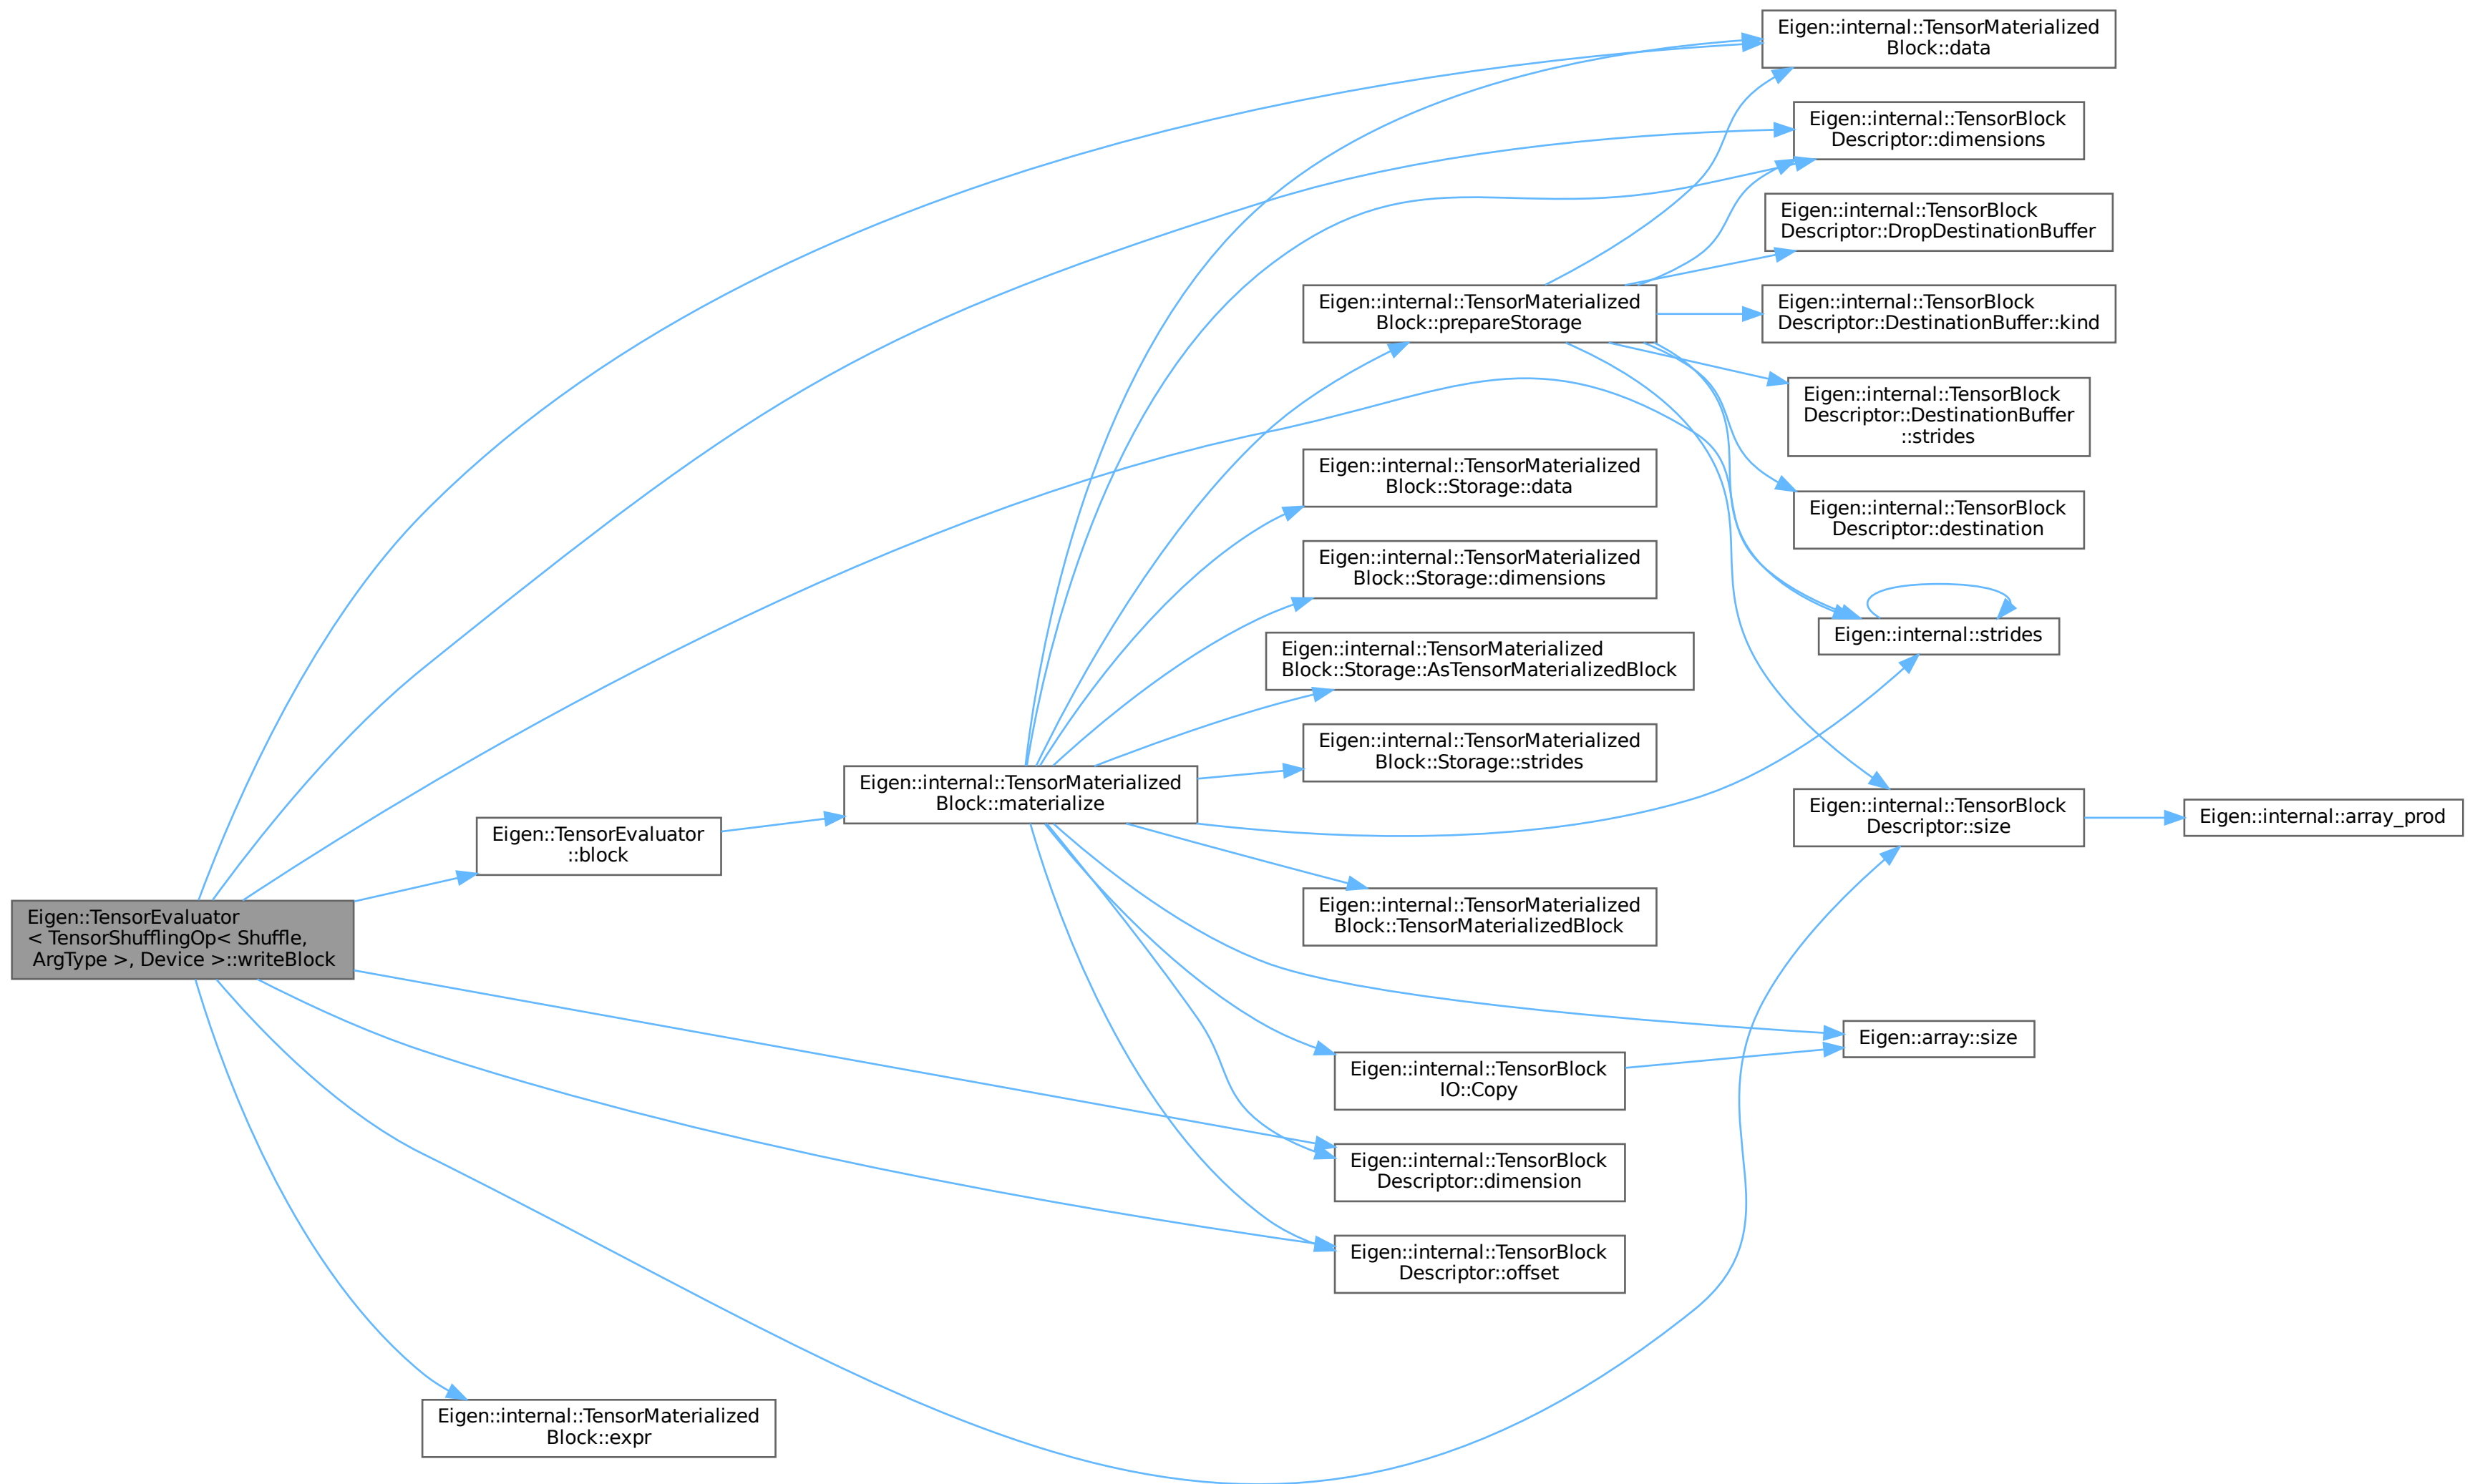 Eigen::TensorEvaluator
< TensorShufflingOp< Shuffle,
ArgType >, Device >::writeBlock
Eigen::TensorEvaluator
::block
Eigen::internal::TensorMaterialized
Block::expr
Eigen::internal::TensorMaterialized
Block::materialize
Eigen::internal::TensorMaterialized
Block::prepareStorage
Eigen::internal::TensorMaterialized
Block::Storage::data
Eigen::internal::TensorMaterialized
Block::Storage::dimensions
Eigen::internal::TensorMaterialized
Block::Storage::AsTensorMaterializedBlock
Eigen::internal::TensorMaterialized
Block::Storage::strides
Eigen::internal::TensorMaterialized
Block::TensorMaterializedBlock
Eigen::internal::TensorBlock
IO::Copy
Eigen::internal::TensorBlock
Descriptor::dimension
Eigen::internal::TensorBlock
Descriptor::offset
Eigen::internal::TensorMaterialized
Block::data
Eigen::internal::TensorBlock
Descriptor::dimensions
Eigen::internal::TensorBlock
Descriptor::DropDestinationBuffer
Eigen::internal::TensorBlock
Descriptor::DestinationBuffer::kind
Eigen::internal::TensorBlock
Descriptor::DestinationBuffer
::strides
Eigen::internal::TensorBlock
Descriptor::destination
Eigen::internal::strides
Eigen::internal::TensorBlock
Descriptor::size
Eigen::array::size
Eigen::internal::array_prod